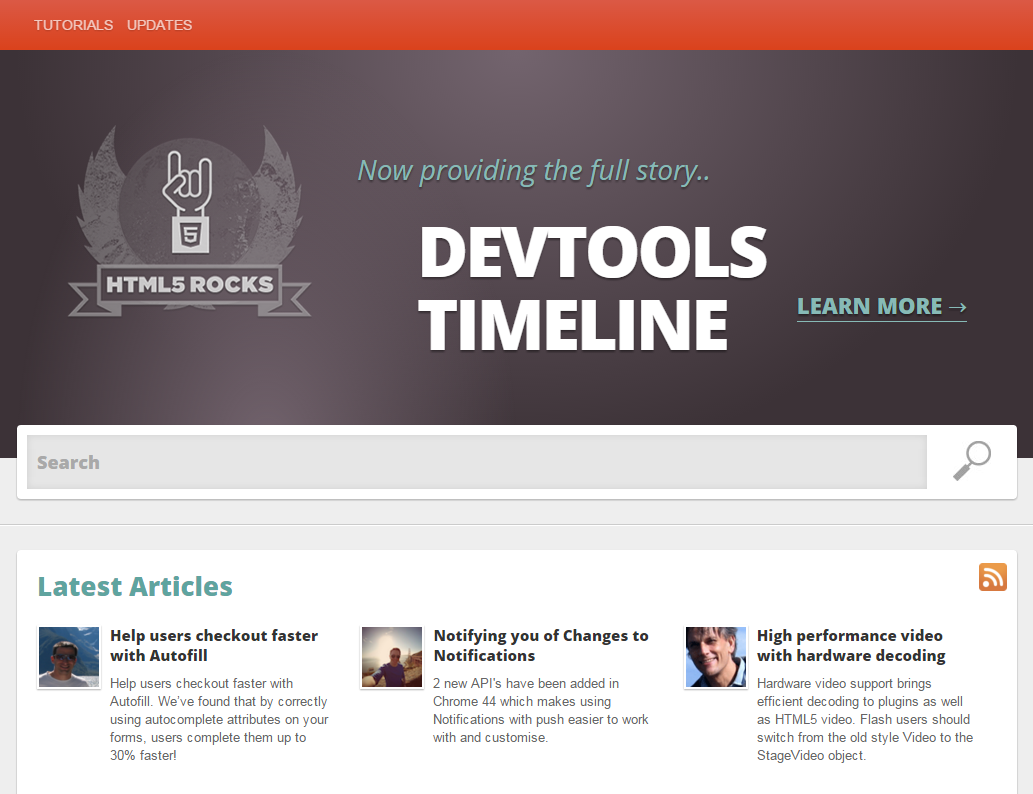 TUTORIALS UPDATES
Now providing the full story..
DEVTOOLS
TIMELINE
LEARN MORE →
5
HTML5 ROCKS
Search
Latest Articles
Help users checkout faster
with Autofill
Help users checkout faster with
Autofill. We've found that by correctly
using autocomplete attributes on your
forms, users complete them up to
30% faster!
Notifying you of Changes to
Notifications
2 new API's have been added in
Chrome 44 which makes using
Notifications with push easier to work
with and customise.
High performance video
with hardware decoding
Hardware video support brings
efficient decoding to plugins as well
as HTML5 video. Flash users should
switch from the old style Video to the
StageVideo object.